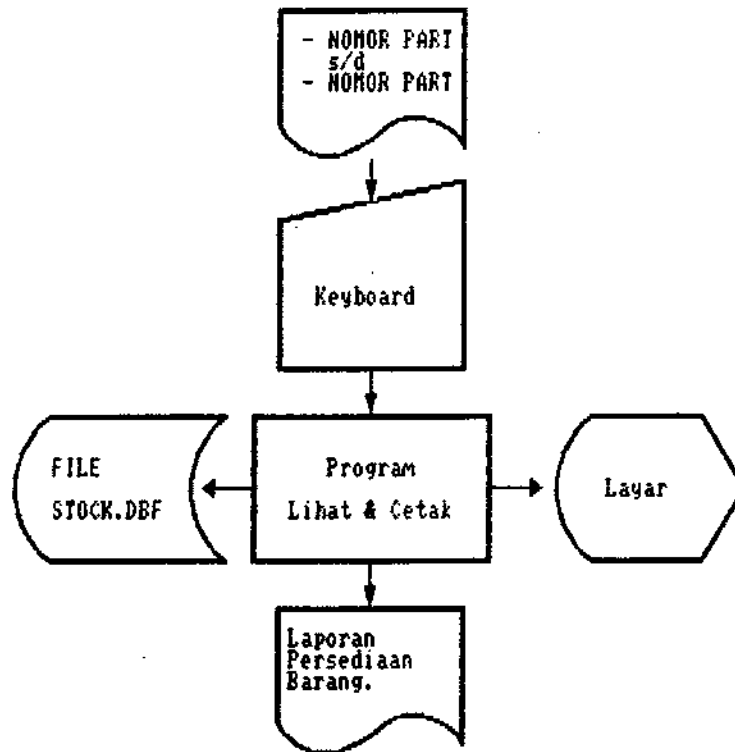 - NOMOR PART
s/d
- NOMOR PART
Keyboard
FILE
STOCK.DBF
Program
Lihat & Cetak
Layar
Laporan
Persediaan
Barang.